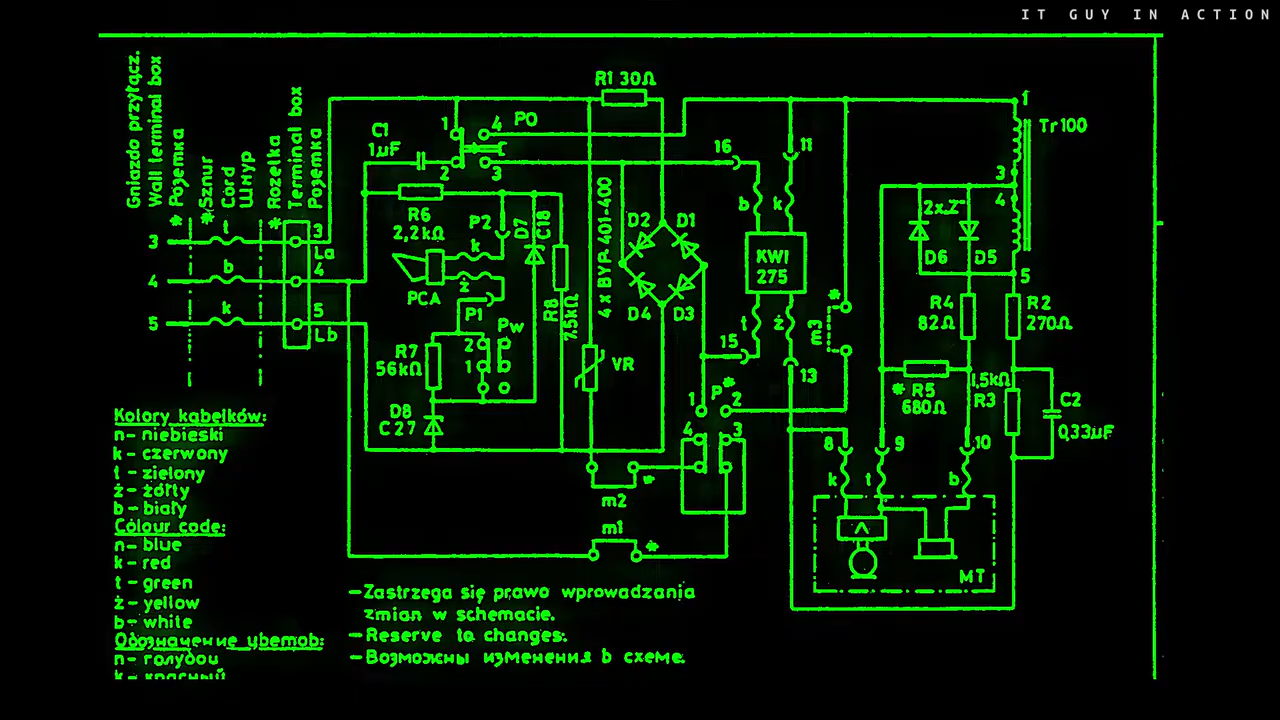 IT GUY IN ACTION
Gniazdo przyłącz.
Wall terminal box
* Розетка
* Sznur
Cord
Шнур
* Rozetka
Terminal box
Розетка
R1 30Ω
C1
1μF
1
4
PO
2
3
16
11
1
Tr100
3
4
5
3
t
3
La
4
b
4
5
k
5
Lb
R6
2,2kΩ
P2
k
ż
PCA
P1
Pw
D7
C18
R8
7.5kΩ
4 x BYP 401-400
D2
D1
D4
D3
b
k
KWI
275
t
ż
15
13
*
m3
2x„Z"
D6
D5
R4
82Ω
R2
270Ω
R7
56kΩ
2
1
VR
P*
1
2
4
3
* R5
680Ω
1,5kΩ
R3
C2
0,33μF
D8
C27
8
9
10
k
t
b
m2
*
m1
*
MT
Kolory kabelków:
n- niebieski
k- czerwony
t - zielony
ż- żółty
b- biały
Colour code:
n- blue
k- red
t - green
ż- yellow
b- white
Обозначение цветов:
n- голубой
k- красный
-Zastrzega się prawo wprowadzania
zmian w schemacie.
-Reserve to changes.
-Возможны изменения в схеме.